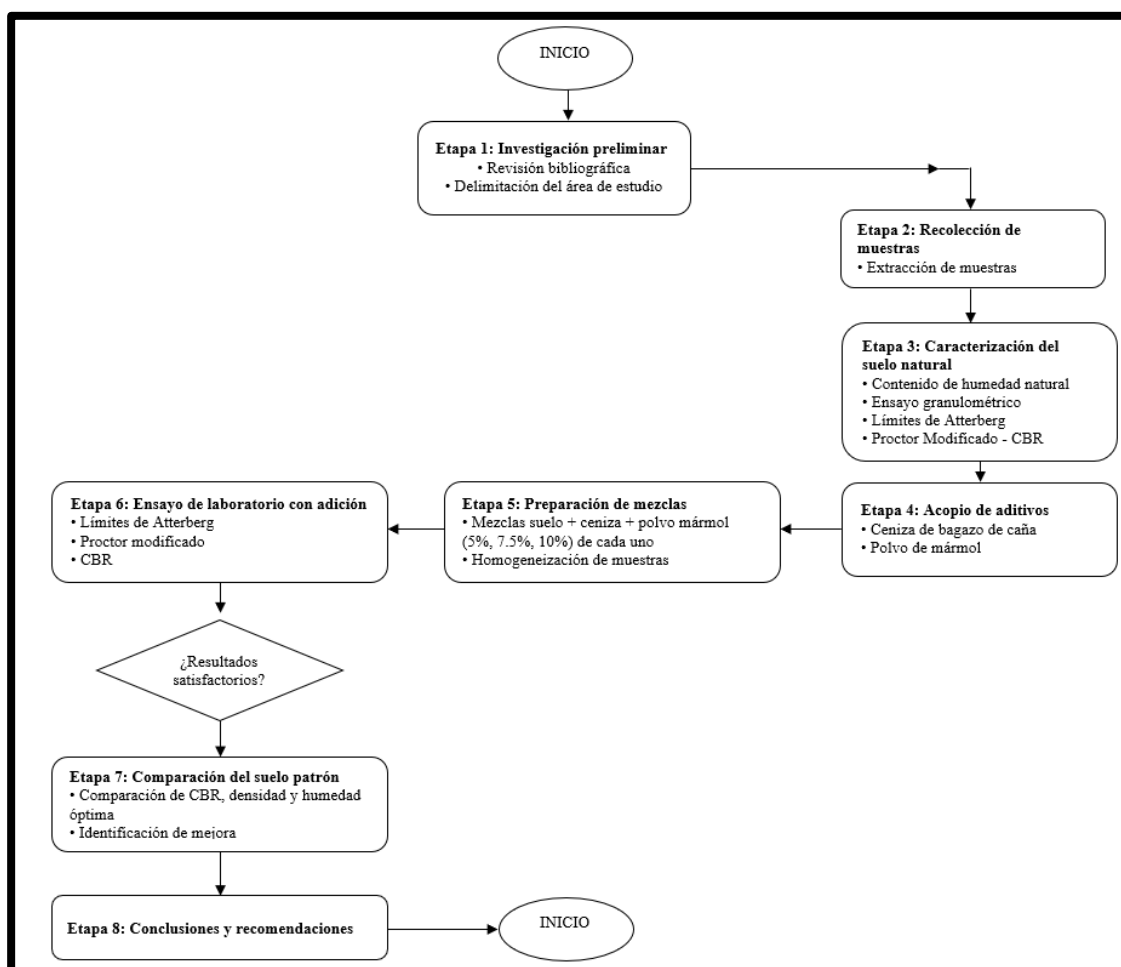 INICIO
Etapa 1: Investigación preliminar
• Revisión bibliográfica
• Delimitación del área de estudio
Etapa 2: Recolección de
muestras
• Extracción de muestras
Etapa 3: Caracterización del
suelo natural
• Contenido de humedad natural
• Ensayo granulométrico
• Límites de Atterberg
• Proctor Modificado - CBR
Etapa 4: Acopio de aditivos
• Ceniza de bagazo de caña
• Polvo de mármol
Etapa 5: Preparación de mezclas
• Mezclas suelo + ceniza + polvo mármol
(5%, 7.5%, 10%) de cada uno
• Homogeneización de muestras
Etapa 6: Ensayo de laboratorio con adición
• Límites de Atterberg
• Proctor modificado
• CBR
¿Resultados
satisfactorios?
Etapa 7: Comparación del suelo patrón
• Comparación de CBR, densidad y humedad
óptima
• Identificación de mejora
Etapa 8: Conclusiones y recomendaciones
INICIO